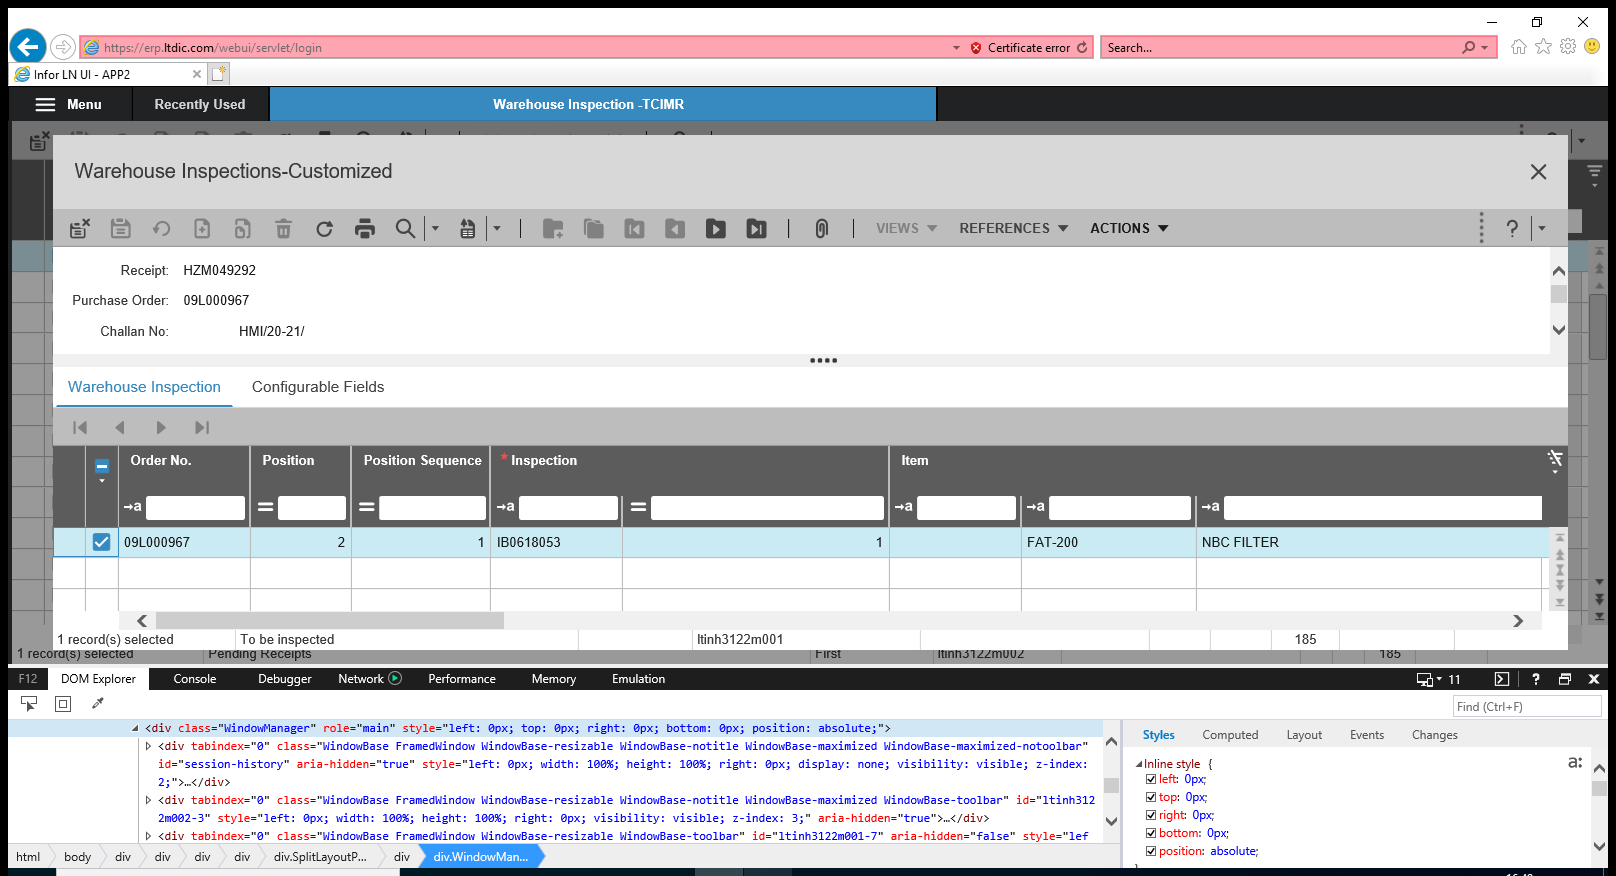 https://erp.ltdic.com/webui/servlet/login Certificate error Search...
Infor LN UI - APP2
Menu Recently Used Warehouse Inspection -TCIMR
Warehouse Inspections-Customized
VIEWS REFERENCES ACTIONS ?
Receipt: HZM049292
Purchase Order: 09L000967
Challan No: HMI/20-21/
Warehouse Inspection Configurable Fields
Order No. Position Position Sequence * Inspection Item
→a = = →a = →a →a →a
09L000967 2 1 IB0618053 1 FAT-200 NBC FILTER
1 record(s) selected To be inspected ltinh3122m001 185
1 record(s) selected Pending Receipts First ltinh3122m002 185
F12 DOM Explorer Console Debugger Network Performance Memory Emulation 11 ?
Find (Ctrl+F)
<div class="WindowManager" role="main" style="left: 0px; top: 0px; right: 0px; bottom: 0px; position: absolute;">
<div tabindex="0" class="WindowBase FramedWindow WindowBase-resizable WindowBase-notitle WindowBase-maximized WindowBase-maximized-notoolbar"
id="session-history" aria-hidden="true" style="left: 0px; width: 100%; height: 100%; right: 0px; display: none; visibility: visible; z-index:
2;">…</div>
<div tabindex="0" class="WindowBase FramedWindow WindowBase-resizable WindowBase-notitle WindowBase-maximized WindowBase-toolbar" id="ltinh312
2m002-3" style="left: 0px; width: 100%; height: 100%; right: 0px; visibility: visible; z-index: 3;" aria-hidden="true">…</div>
<div tabindex="0" class="WindowBase FramedWindow WindowBase-resizable WindowBase-toolbar" id="ltinh3122m001-7" aria-hidden="false" style="lef
html body div div div div div.SplitLayoutP... div div.WindowMan...
Styles Computed Layout Events Changes
Inline style {
a:
left: 0px;
top: 0px;
right: 0px;
bottom: 0px;
position: absolute;